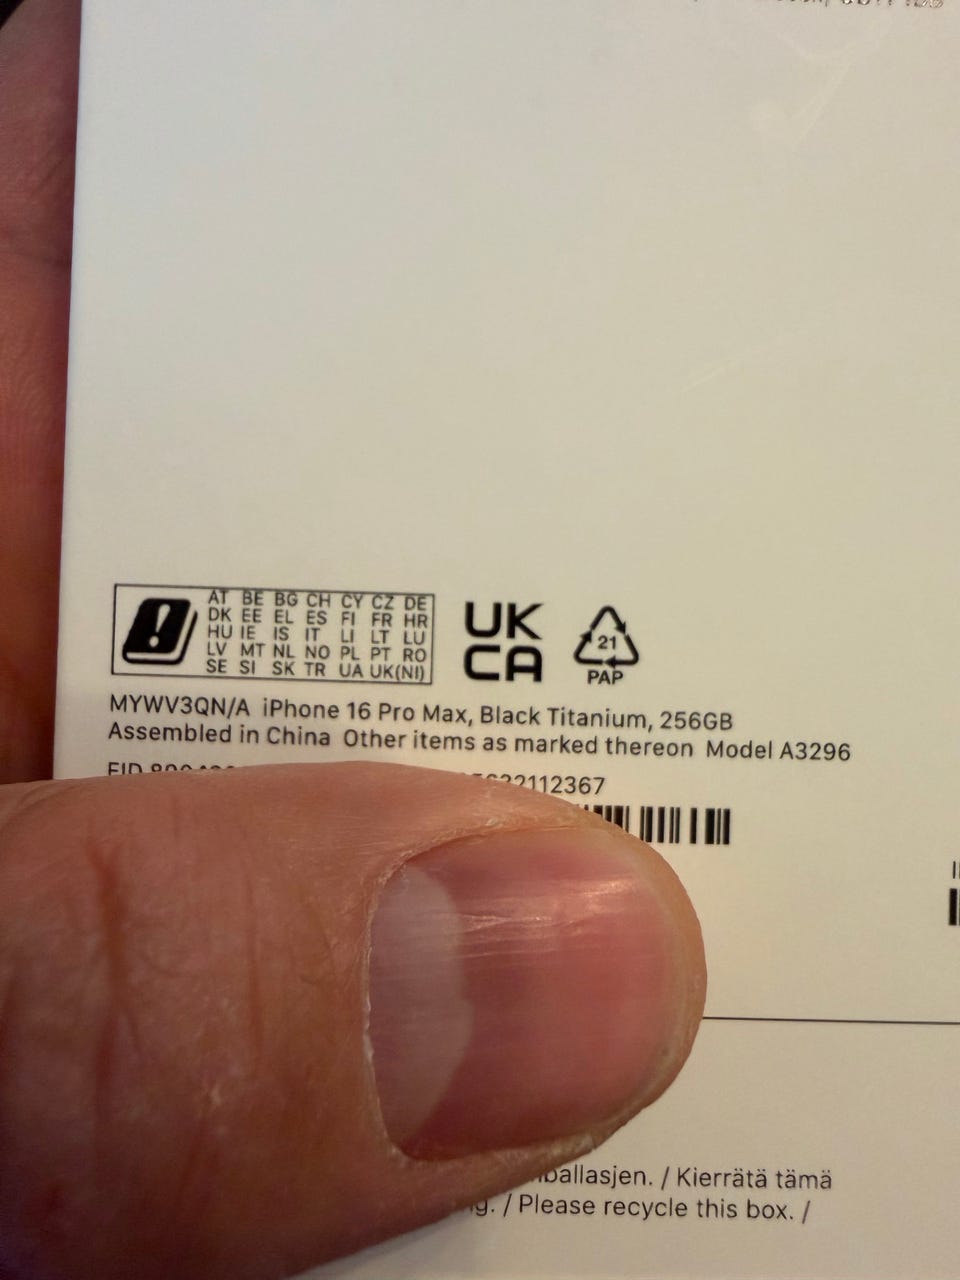 AT BE BG CH CY CZ DE
DK EE EL ES FI FR HR
HU IE IS IT LI LT LU
LV MT NL NO PL PT RO
SE SI SK TR UA UK(NI)
UK
CA
21
PAP
MYWV3QN/A iPhone 16 Pro Max, Black Titanium, 256GB
Assembled in China Other items as marked thereon Model A3296
EID
/ Kierrätä tämä
/ Please recycle this box. /